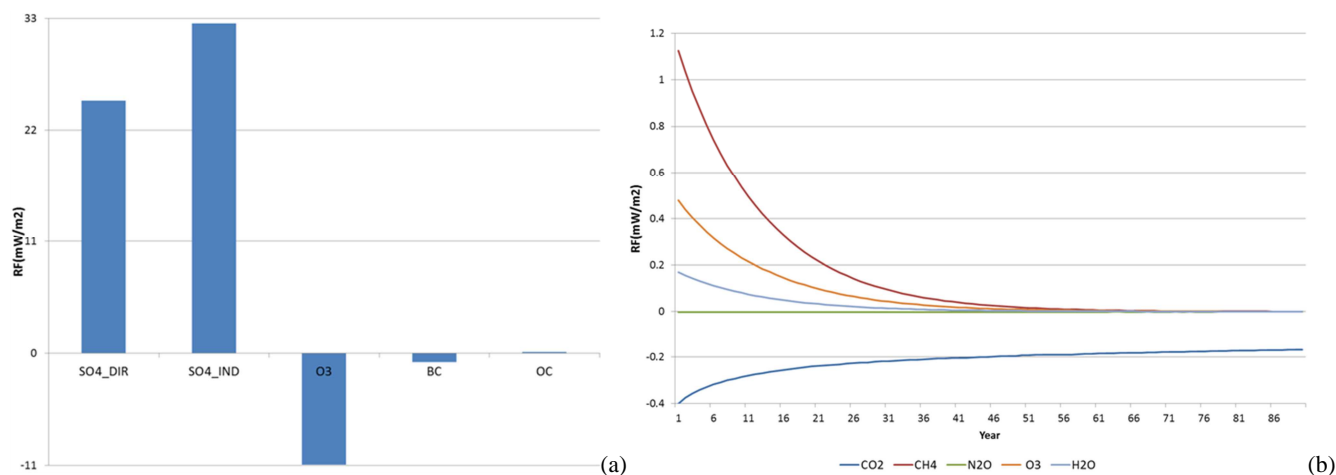 33
22
11
0
-11
RF(mW/m2)
SO4_DIR SO4_IND O3 BC OC
(a)
1.2
1
0.8
0.6
0.4
0.2
0
-0.2
-0.4
RF(mW/m2)
1 6 11 16 21 26 31 36 41 46 51 56 61 66 71 76 81 86
Year
CO2 CH4 N2O O3 H2O
(b)